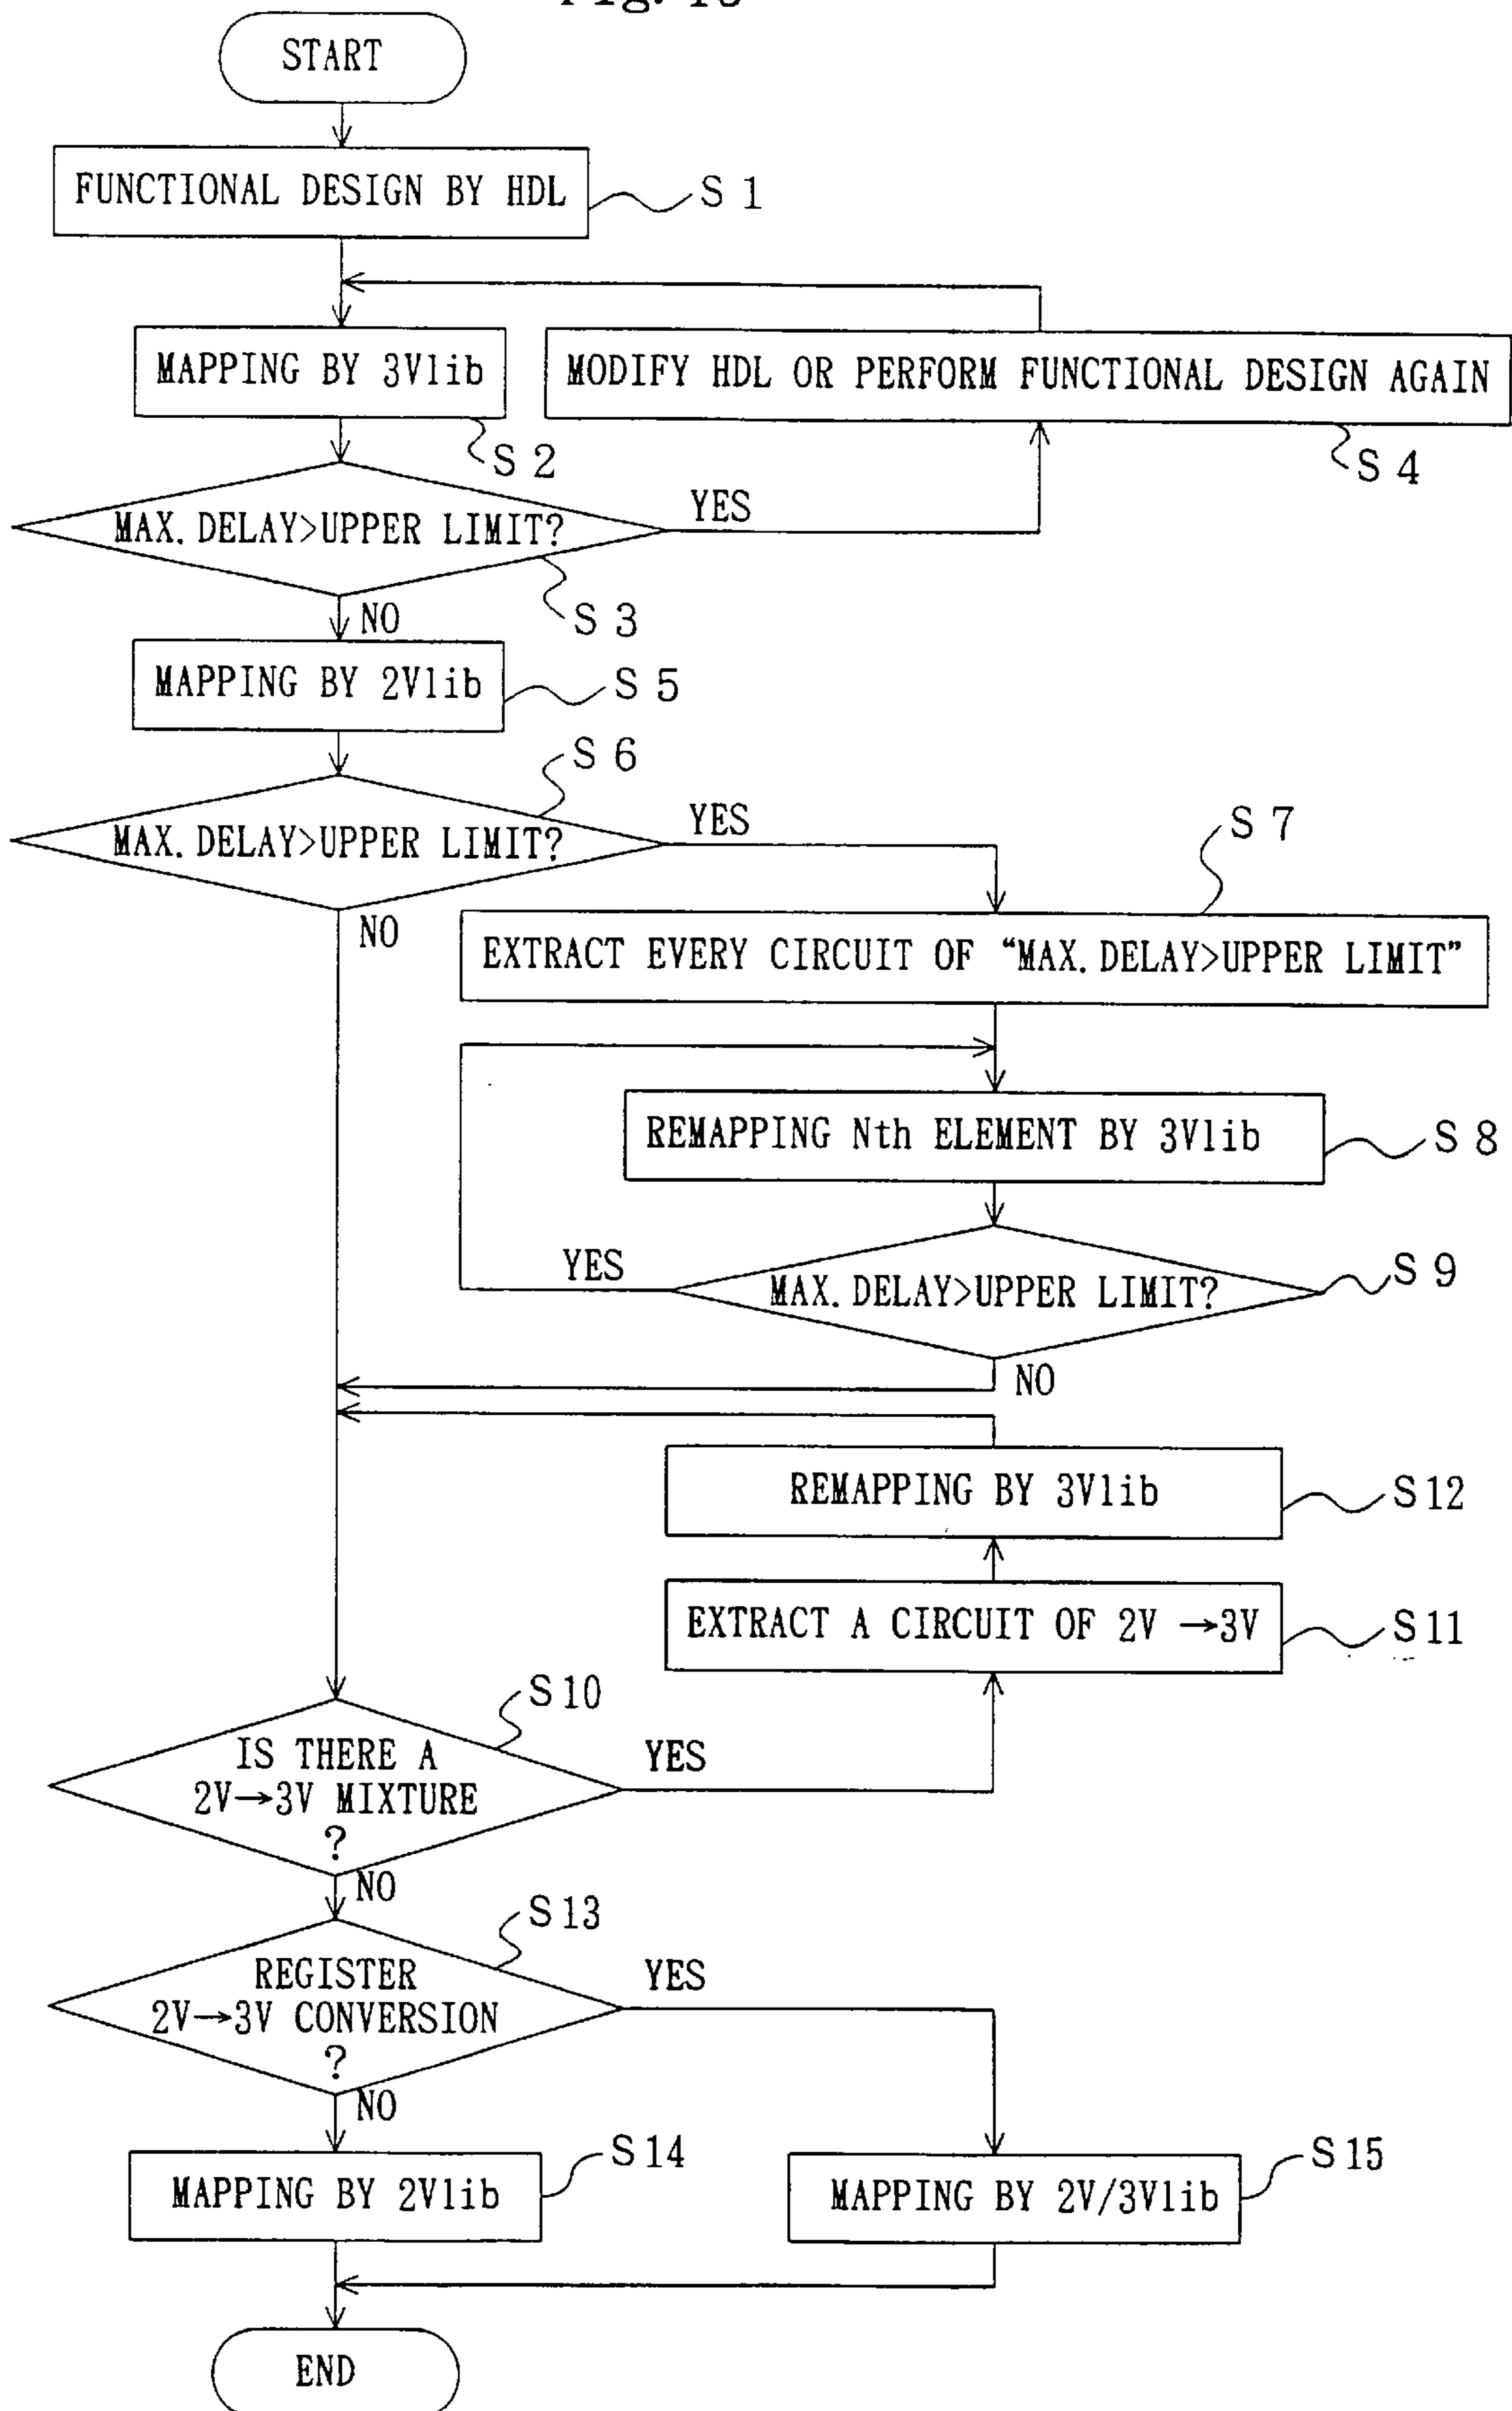 START
FUNCTIONAL DESIGN BY HDL
S 1
MAPPING BY 3Vlib
S 2
MODIFY HDL OR PERFORM FUNCTIONAL DESIGN AGAIN
S 4
MAX. DELAY>UPPER LIMIT?
YES
S 3
NO
MAPPING BY 2Vlib
S 5
S 6
MAX. DELAY>UPPER LIMIT?
YES
NO
S 7
EXTRACT EVERY CIRCUIT OF “MAX. DELAY>UPPER LIMIT”
REMAPPING Nth ELEMENT BY 3Vlib
S 8
YES
MAX. DELAY>UPPER LIMIT?
S 9
NO
REMAPPING BY 3Vlib
S12
EXTRACT A CIRCUIT OF 2V →3V
S11
S10
IS THERE A
2V→3V MIXTURE
?
YES
NO
S13
REGISTER
2V→3V CONVERSION
?
YES
NO
MAPPING BY 2Vlib
S14
MAPPING BY 2V/3Vlib
S15
END